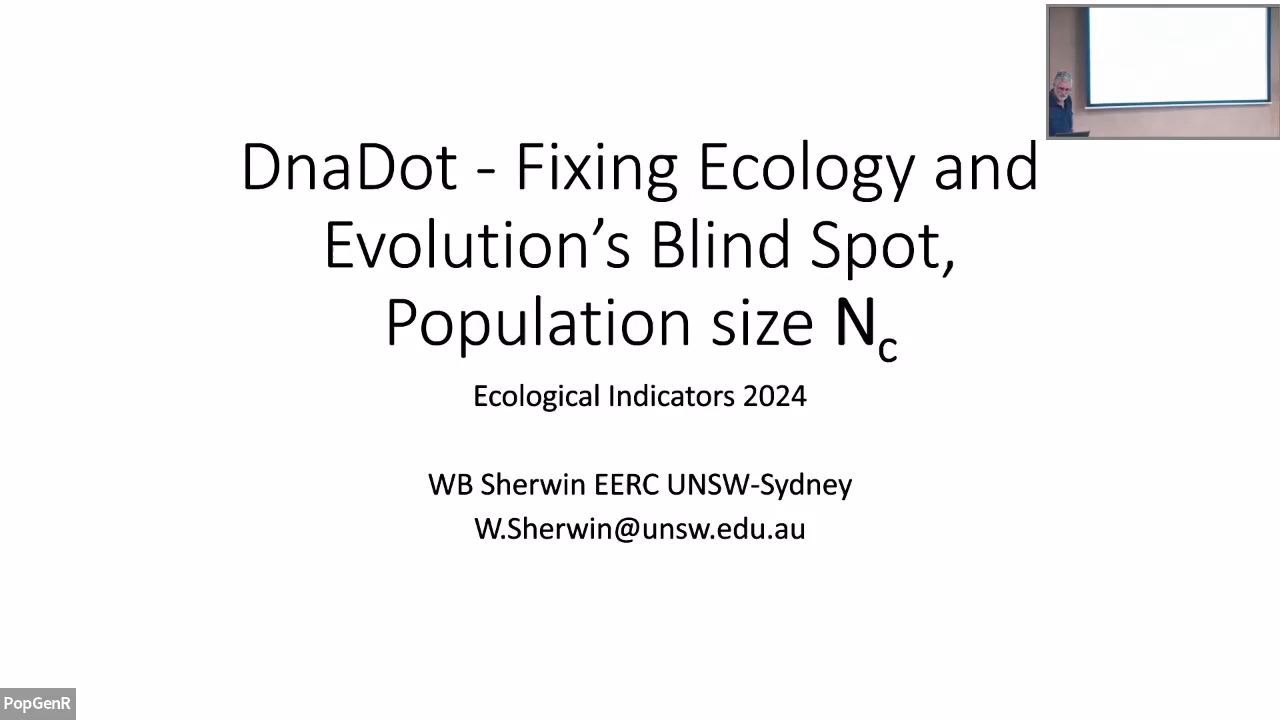 DnaDot - Fixing Ecology and
Evolution’s Blind Spot,
Population size Nc
Ecological Indicators 2024
WB Sherwin EERC UNSW-Sydney
W.Sherwin@unsw.edu.au
PopGenR